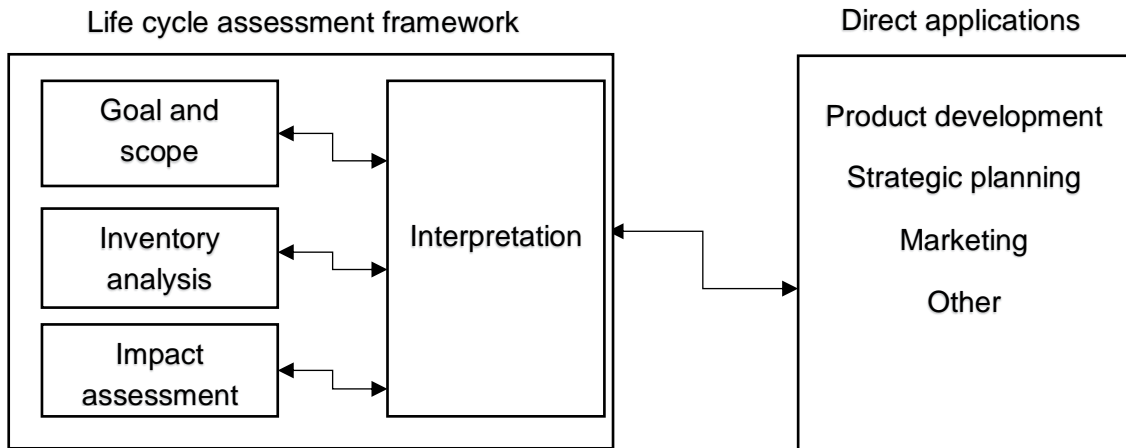 Life cycle assessment framework
Direct applications
Goal and
scope
Inventory
analysis
Impact
assessment
Interpretation
Product development
Strategic planning
Marketing
Other